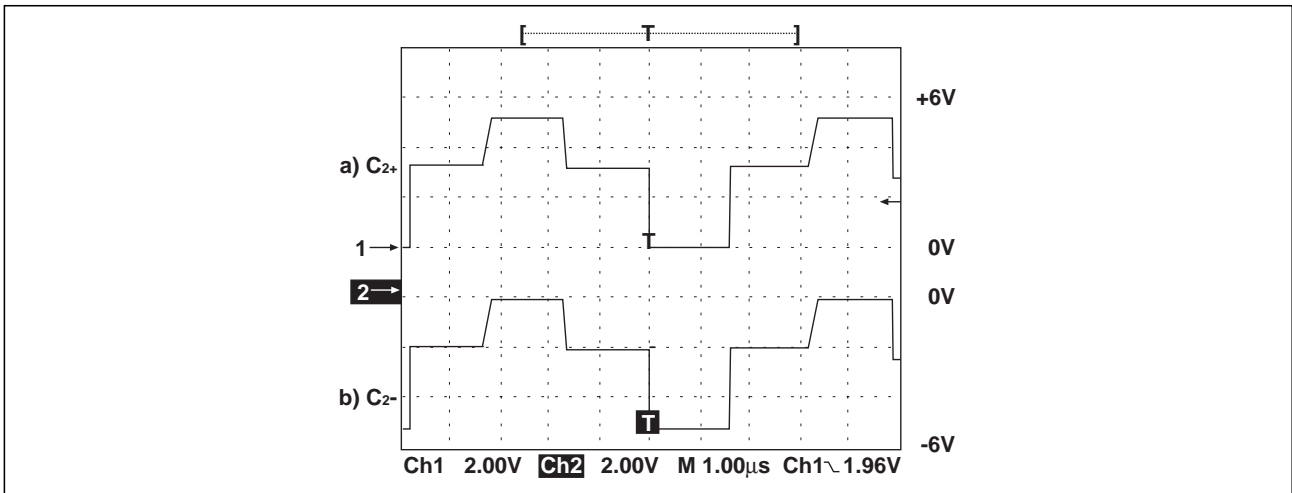 [ T ]
+6V
a) C2+
1
T
0V
2
0V
b) C2-
T
-6V
Ch1 2.00V Ch2 2.00V M 1.00μs Ch1 1.96V